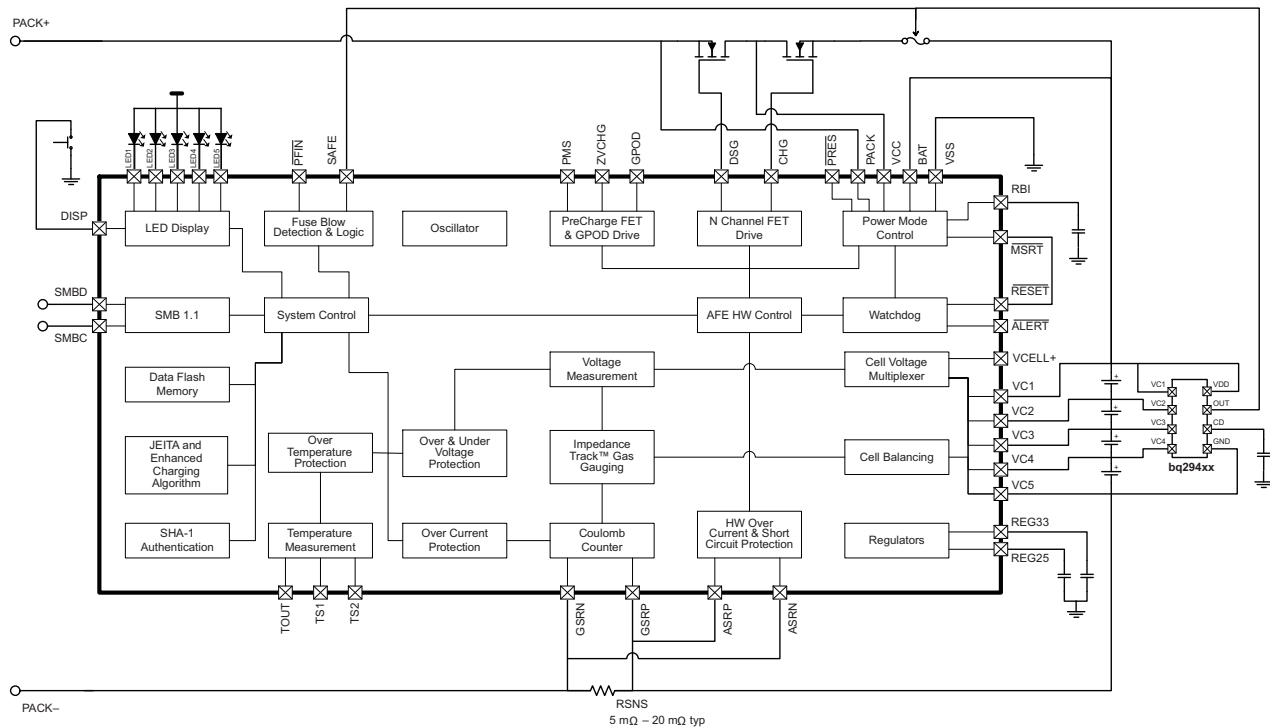 PACK+
LED1
LED2
LED3
LED4
LED5
PFIN
SAFE
PMS
ZVCHG
GPOD
DSG
CHG
PRES
PACK
VCC
BAT
VSS
DISP
LED Display
Fuse Blow
Detection & Logic
Oscillator
PreCharge FET
& GPOD Drive
N Channel FET
Drive
Power Mode
Control
RBI
MSRT
SMBD
SMBC
SMB 1.1
System Control
AFE HW Control
Watchdog
RESET
ALERT
Data Flash
Memory
Voltage
Measurement
Cell Voltage
Multiplexer
VCELL+
VC1
VC2
VC3
VC4
VC5
+
+
+
+
VC1
VC2
VC3
VC4
VDD
OUT
CD
GND
bq294xx
JEITA and
Enhanced
Charging
Algorithm
Over
Temperature
Protection
Over & Under
Voltage
Protection
Impedance
Track™ Gas
Gauging
Cell Balancing
SHA-1
Authentication
Temperature
Measurement
Over Current
Protection
Coulomb
Counter
HW Over
Current & Short
Circuit Protection
Regulators
REG33
REG25
TOUT
TS1
TS2
GSRN
GSRP
ASRP
ASRN
PACK–
RSNS
5 mΩ – 20 mΩ typ